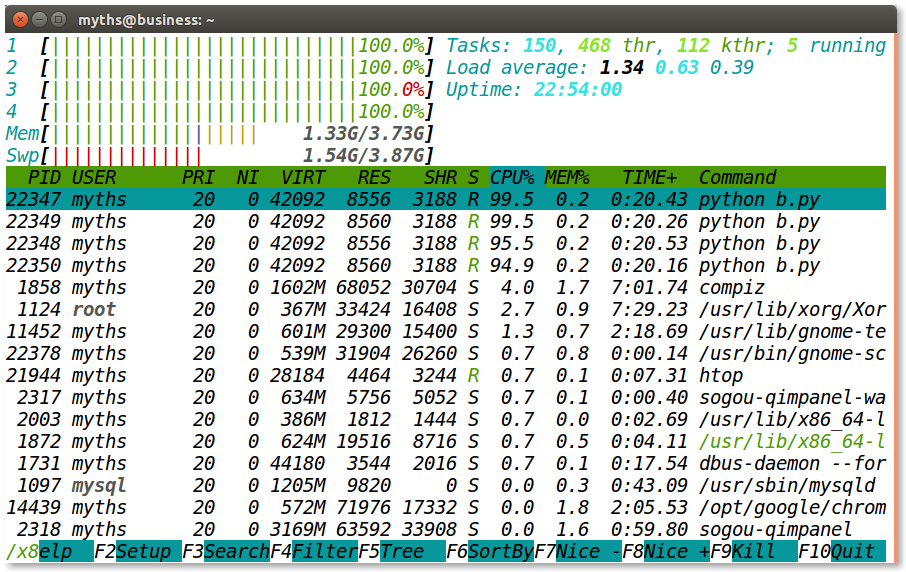 myths@business: ~
1 [||||||||||||||||||||||||||||100.0%] Tasks: 150, 468 thr, 112 kthr; 5 running
2 [||||||||||||||||||||||||||||100.0%] Load average: 1.34 0.63 0.39
3 [||||||||||||||||||||||||||||100.0%] Uptime: 22:54:00
4 [||||||||||||||||||||||||||||100.0%]
Mem[||||||||||||||||||| 1.33G/3.73G]
Swp[|||||||||||||| 1.54G/3.87G]
PID USER PRI NI VIRT RES SHR S CPU% MEM% TIME+ Command
22347 myths 20 0 42092 8556 3188 R 99.5 0.2 0:20.43 python b.py
22349 myths 20 0 42092 8560 3188 R 99.5 0.2 0:20.26 python b.py
22348 myths 20 0 42092 8556 3188 R 95.5 0.2 0:20.53 python b.py
22350 myths 20 0 42092 8560 3188 R 94.9 0.2 0:20.16 python b.py
1858 myths 20 0 1602M 68052 30704 S 4.0 1.7 7:01.74 compiz
1124 root 20 0 367M 33424 16408 S 2.7 0.9 7:29.23 /usr/lib/xorg/Xor
11452 myths 20 0 601M 29300 15400 S 1.3 0.7 2:18.69 /usr/lib/gnome-te
22378 myths 20 0 539M 31904 26260 S 0.7 0.8 0:00.14 /usr/bin/gnome-sc
21944 myths 20 0 28184 4464 3244 R 0.7 0.1 0:07.31 htop
2317 myths 20 0 634M 5756 5052 S 0.7 0.1 0:00.40 sogou-qimpanel-wa
2003 myths 20 0 386M 1812 1444 S 0.7 0.0 0:02.69 /usr/lib/x86_64-l
1872 myths 20 0 624M 19516 8716 S 0.7 0.5 0:04.11 /usr/lib/x86_64-l
1731 myths 20 0 44180 3544 2016 S 0.7 0.1 0:17.54 dbus-daemon --for
1097 mysql 20 0 1205M 9820 0 S 0.0 0.3 0:43.09 /usr/sbin/mysqld
14439 myths 20 0 572M 71976 17332 S 0.0 1.8 2:05.53 /opt/google/chrom
2318 myths 20 0 3169M 63592 33908 S 0.0 1.6 0:59.80 sogou-qimpanel
/x8elp F2Setup F3SearchF4FilterF5Tree F6SortByF7Nice -F8Nice +F9Kill F10Quit